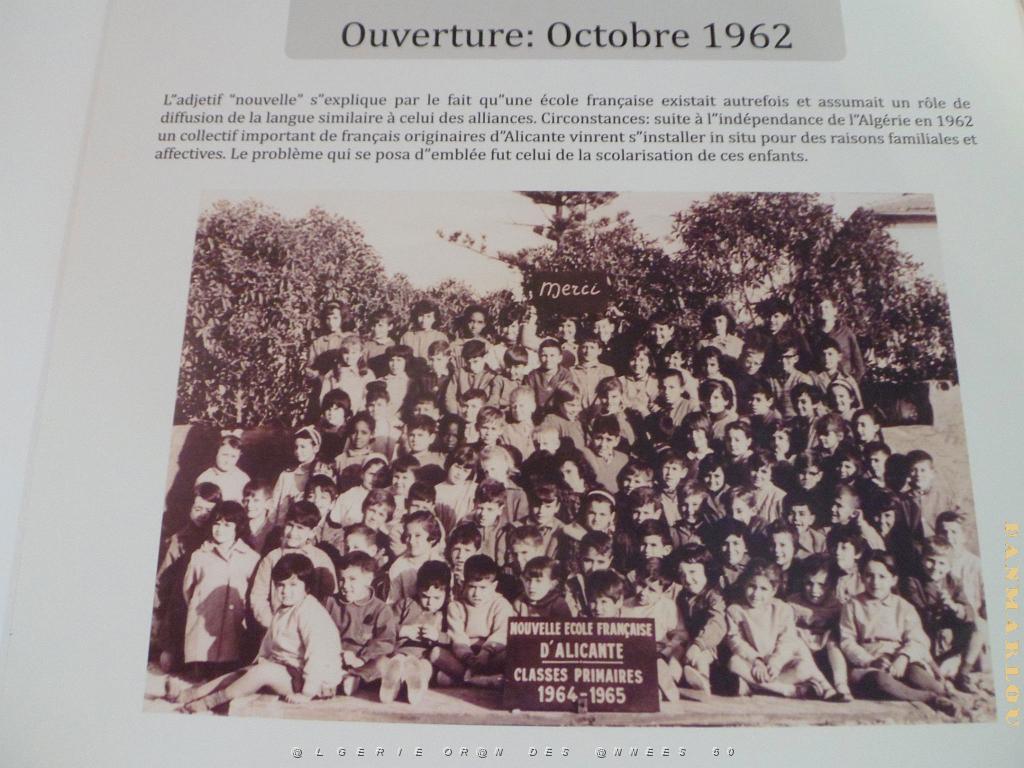 Ouverture: Octobre 1962
L"adjetif "nouvelle" s"explique par le fait qu"une école française existait autrefois et assumait un rôle de
diffusion de la langue similaire à celui des alliances. Circonstances: suite à l"indépendance de l"Algérie en 1962
un collectif important de français originaires d"Alicante vinrent s"installer in situ pour des raisons familiales et
affectives. Le problème qui se posa d"emblée fut celui de la scolarisation de ces enfants.
Merci
NOUVELLE ECOLE FRANÇAISE
D'ALICANTE
CLASSES PRIMAIRES
1964-1965
BANMARLOU
@LGERIE OR@N DES @NNEES 50